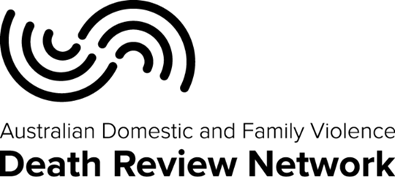 Australian Domestic and Family Violence
Death Review Network